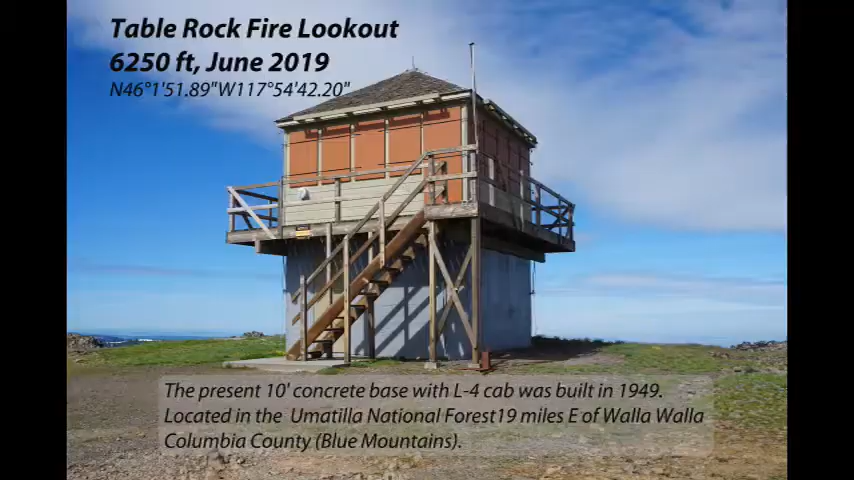 Table Rock Fire Lookout
6250 ft, June 2019
N46°1'51.89"W117°54'42.20"
The present 10' concrete base with L-4 cab was built in 1949.
Located in the Umatilla National Forest19 miles E of Walla Walla
Columbia County (Blue Mountains).